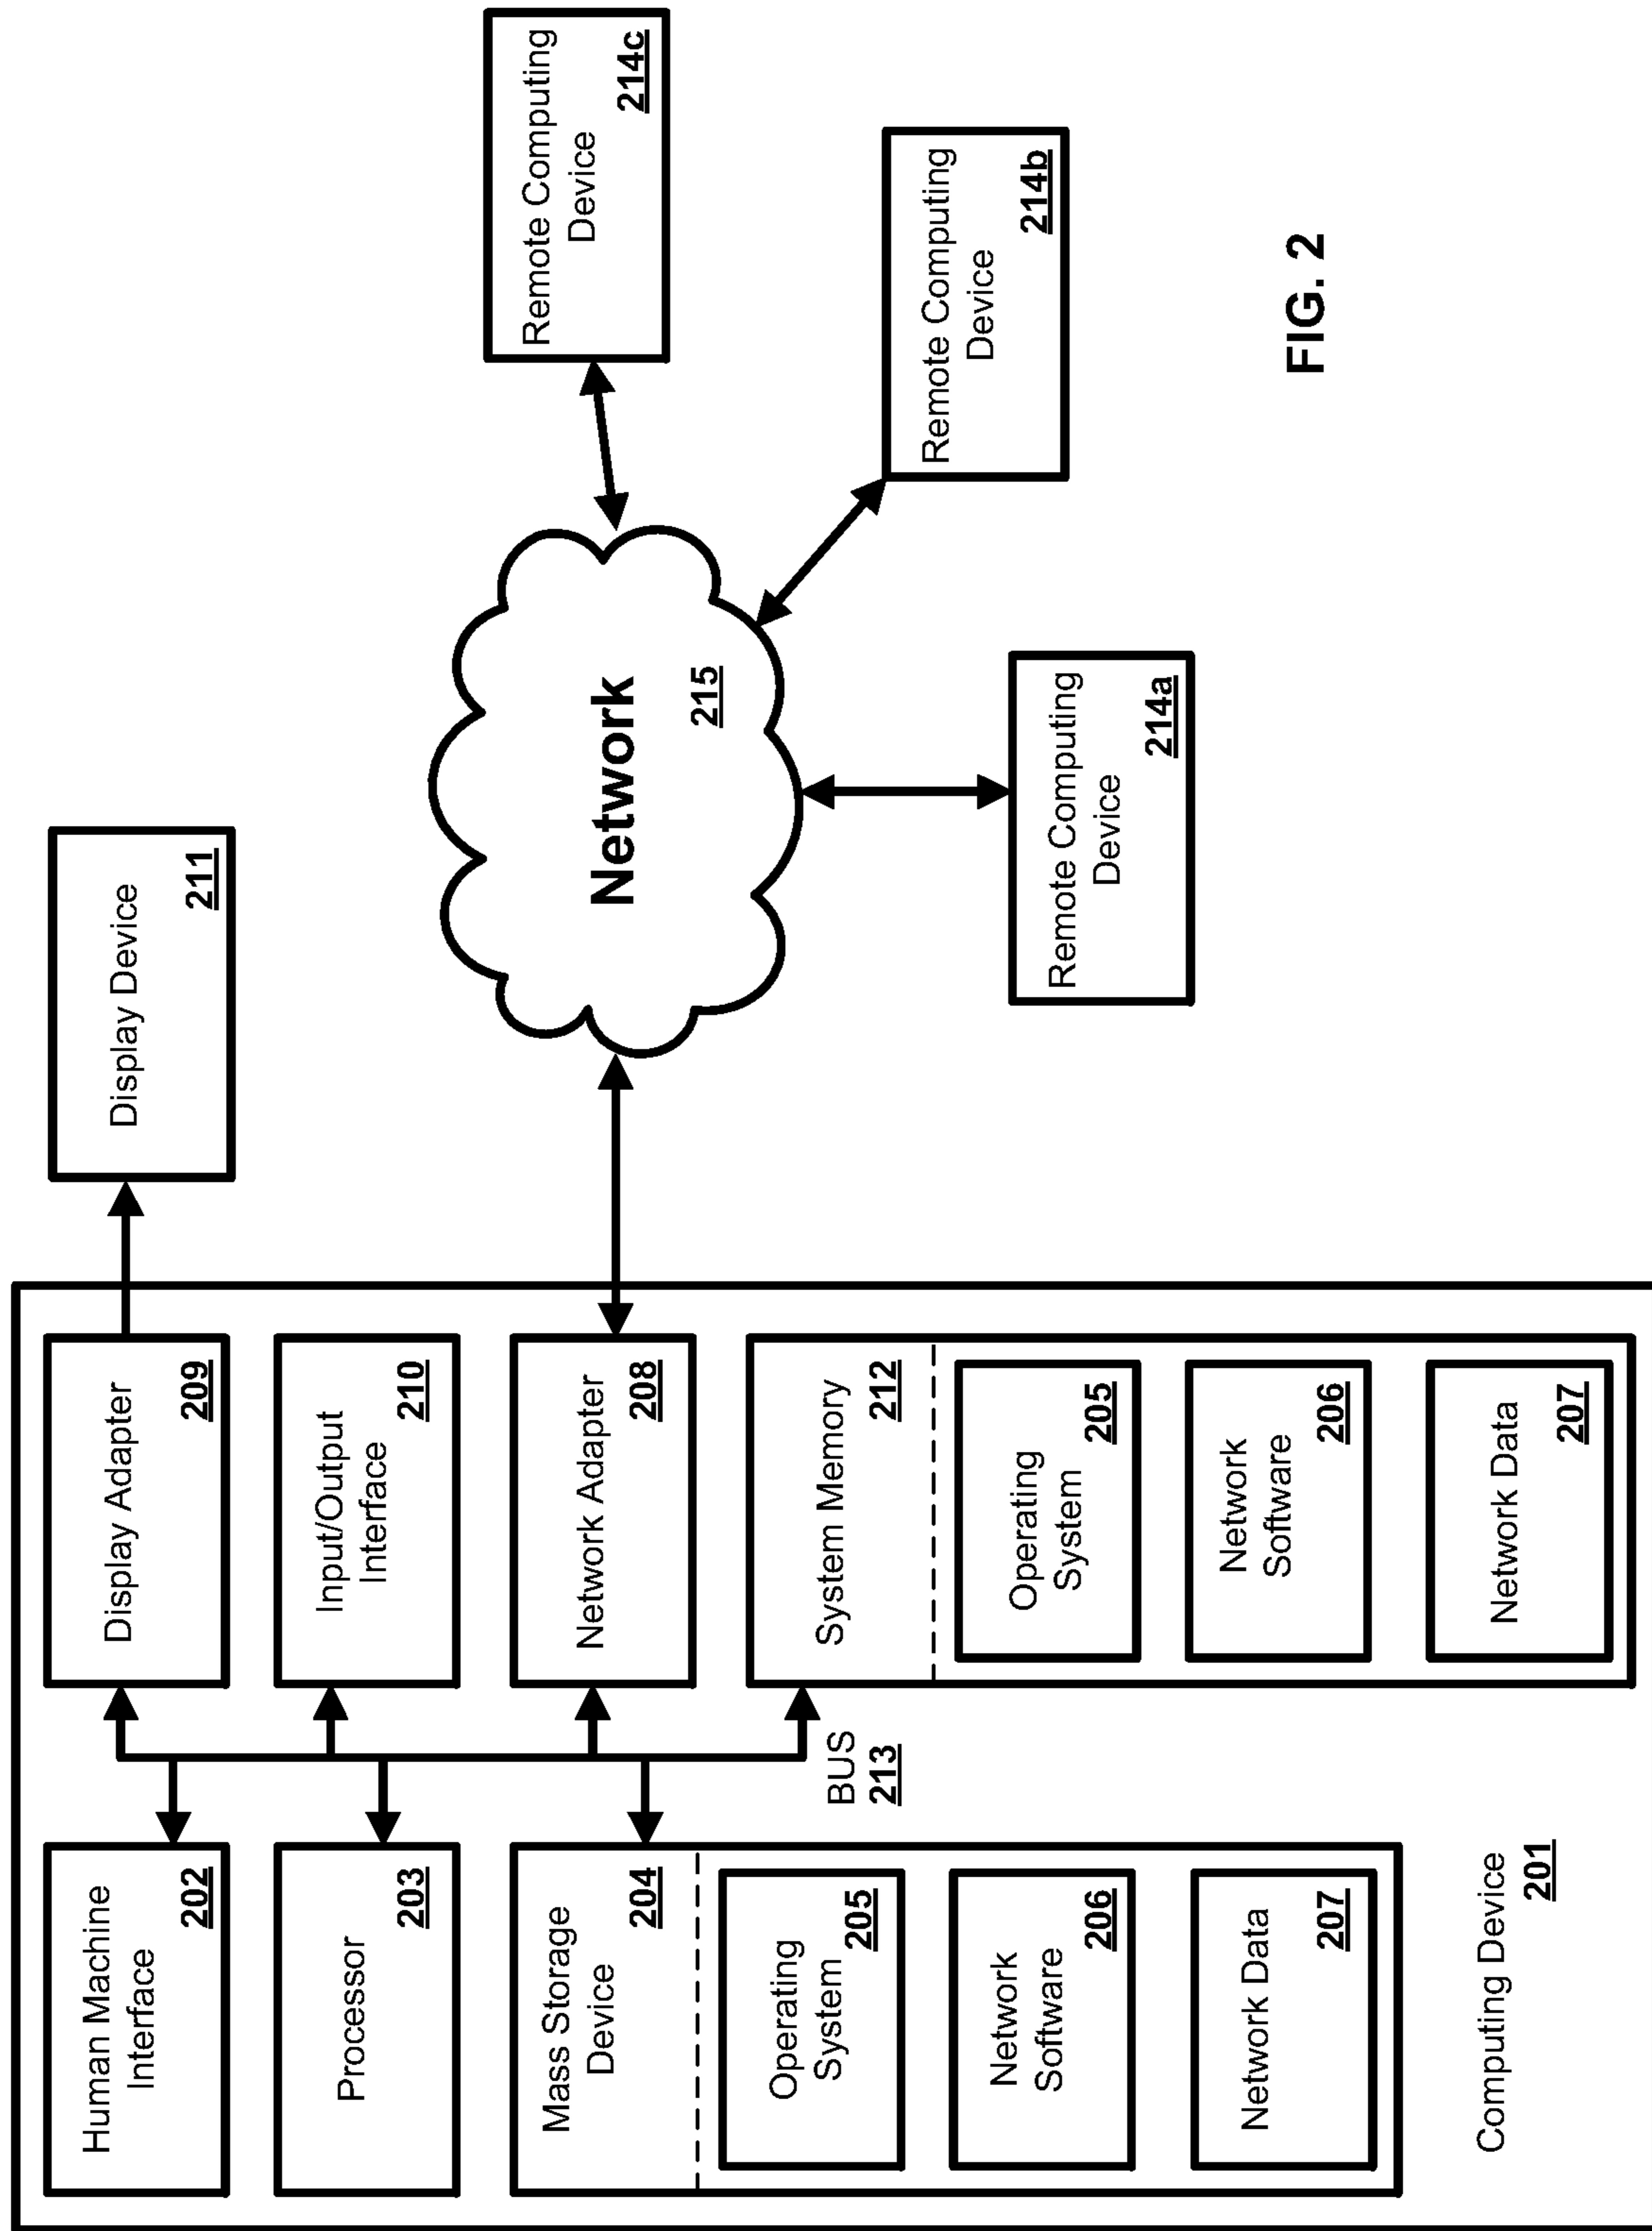 Human Machine
Interface
202
Processor
203
Mass Storage
Device
204
Operating
System
205
Network
Software
206
Network Data
207
Display Adapter
209
Input/Output
Interface
210
Network Adapter
208
System Memory
212
Operating
System
205
Network
Software
206
Network Data
207
BUS
213
Computing Device
201
Display Device
211
Network
215
Remote Computing
Device
214a
Remote Computing
Device
214b
Remote Computing
Device
214c
FIG. 2